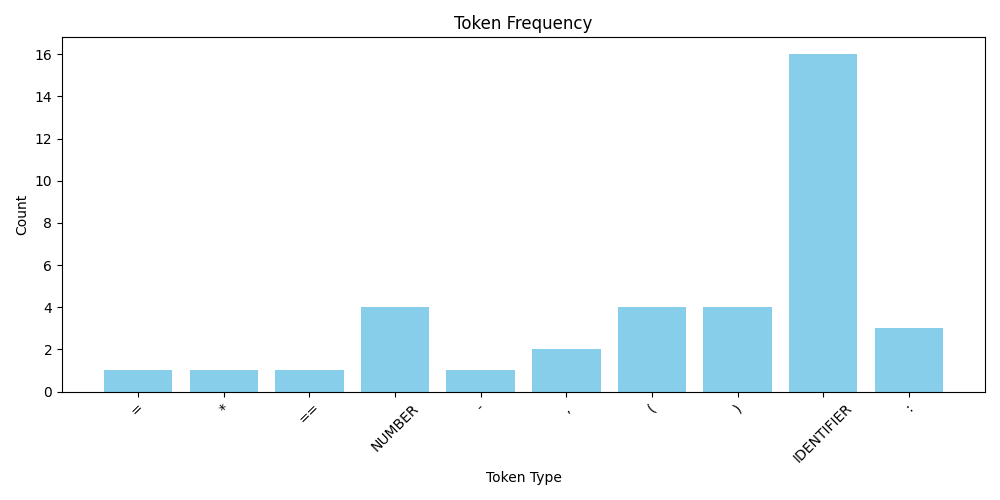 Token Frequency
Count
16
14
12
10
8
6
4
2
0
= * == NUMBER - , ( ) IDENTIFIER :
Token Type